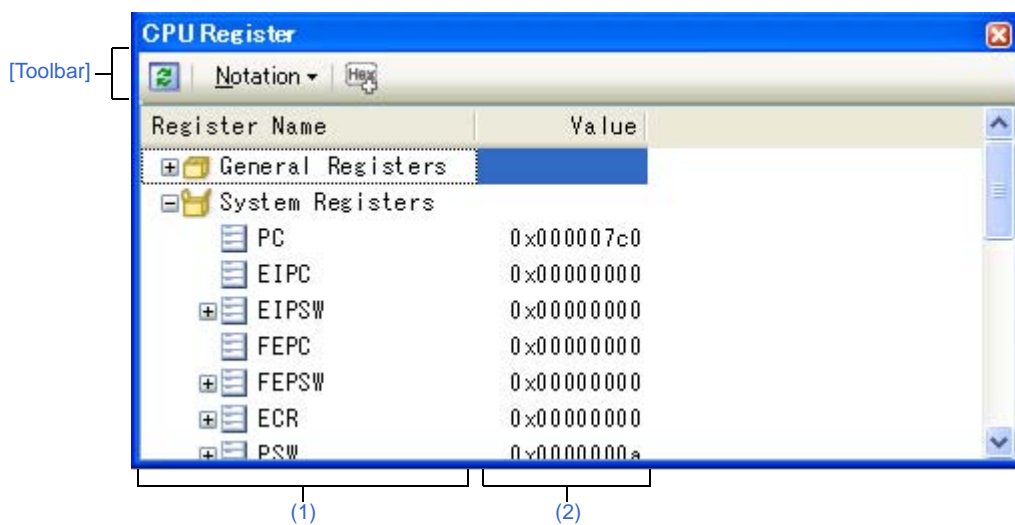 CPU Register
[Toolbar]
Notation
Hex
Register Name Value
General Registers
System Registers
PC 0x000007c0
EIPC 0x00000000
EIPSW 0x00000000
FEPC 0x00000000
FEPSW 0x00000000
ECR 0x00000000
PSW 0x0000000a
(1) (2)